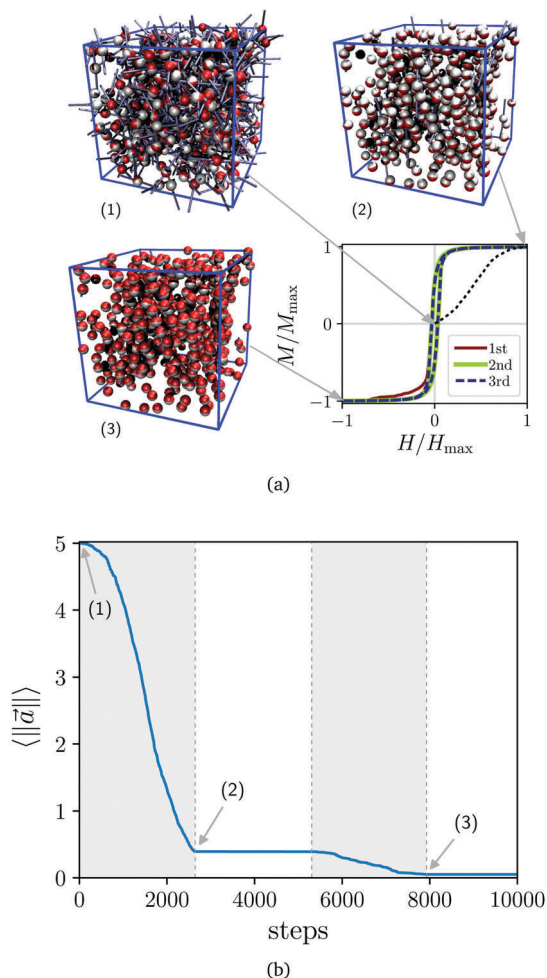 (1)
(2)
(3)
M/M_max
1
0
−1
1st
2nd
3rd
−1
0
1
H/H_max
(a)
5
4
3
2
1
0
(1)
(2)
(3)
⟨‖a⃗‖⟩
0
2000
4000
6000
8000
10000
steps
(b)